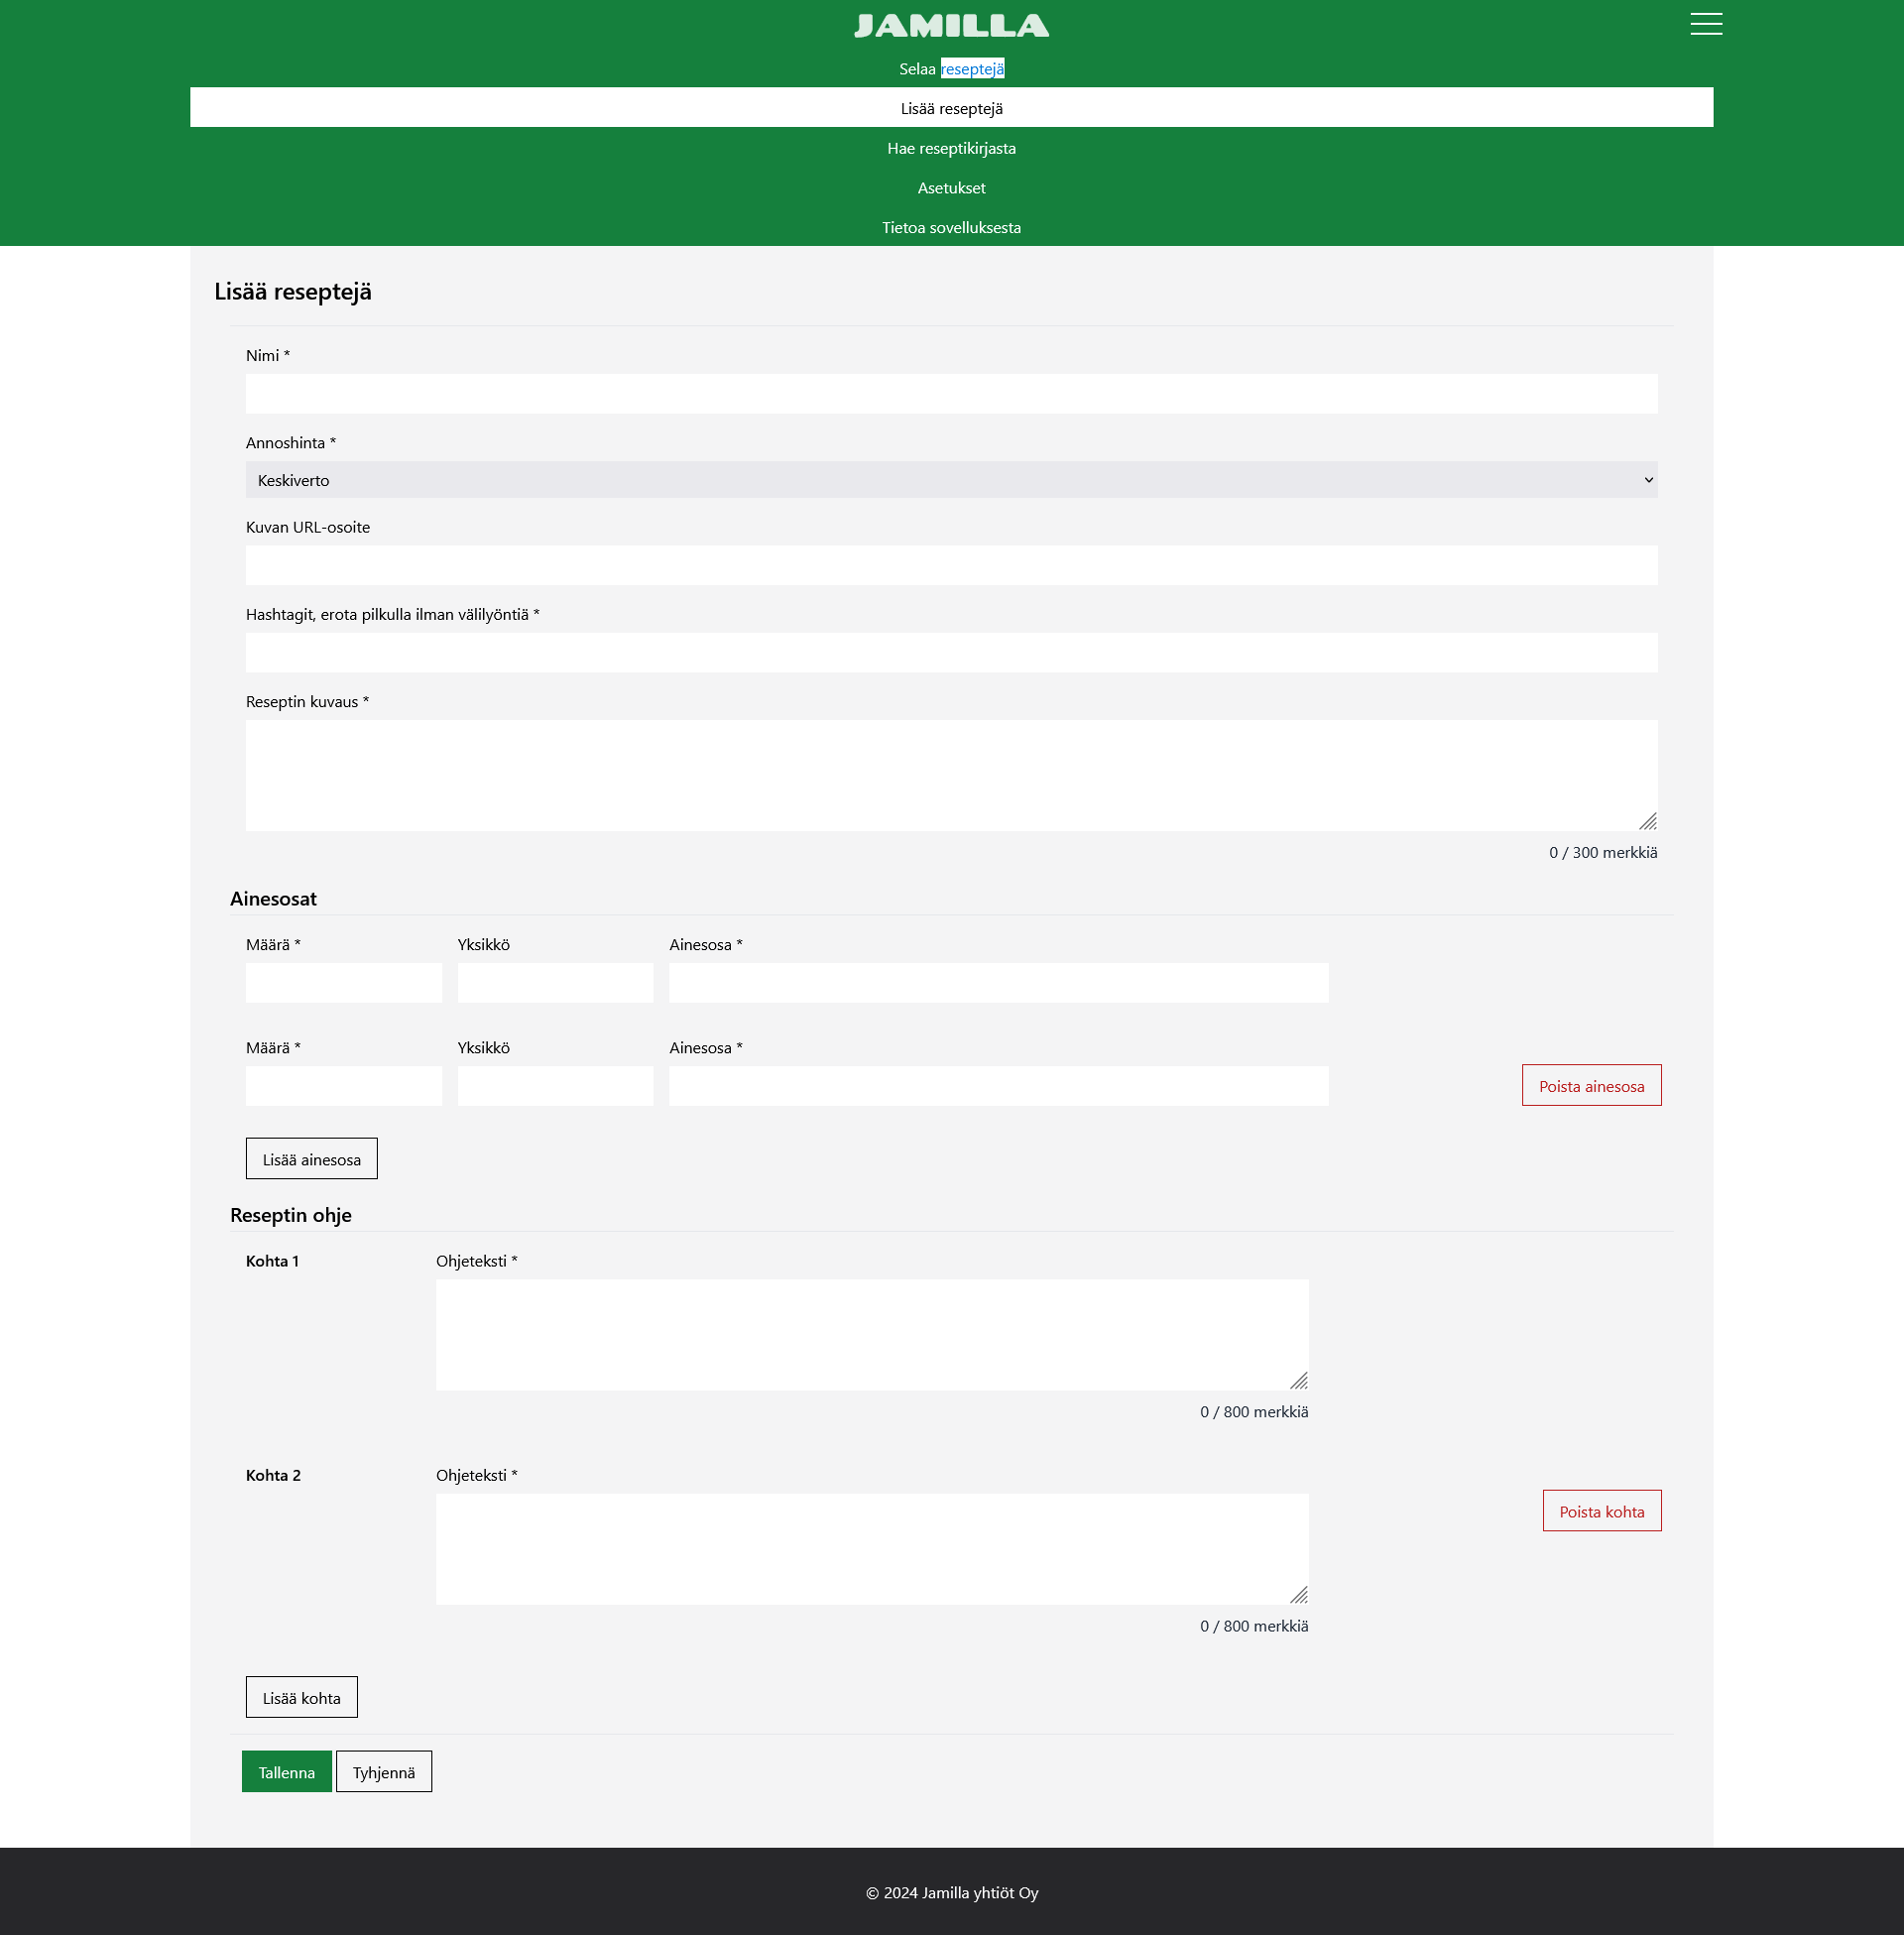 JAMILLA
Selaa reseptejä
Lisää reseptejä
Hae reseptikirjasta
Asetukset
Tietoa sovelluksesta
Lisää reseptejä
Nimi *
Annoshinta *
Keskiverto
Kuvan URL-osoite
Hashtagit, erota pilkulla ilman välilyöntiä *
Reseptin kuvaus *
0 / 300 merkkiä
Ainesosat
Määrä * Yksikkö Ainesosa *
Määrä * Yksikkö Ainesosa *
Poista ainesosa
Lisää ainesosa
Reseptin ohje
Kohta 1 Ohjeteksti *
0 / 800 merkkiä
Kohta 2 Ohjeteksti *
Poista kohta
0 / 800 merkkiä
Lisää kohta
Tallenna Tyhjennä
© 2024 Jamilla yhtiöt Oy